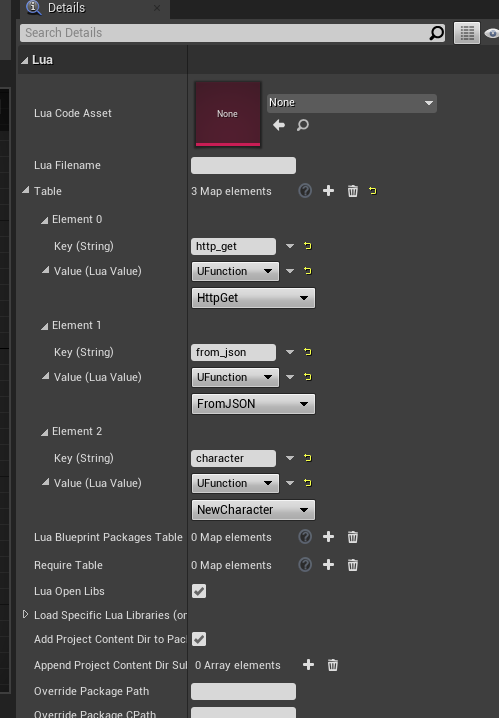 Details
Search Details
Lua
Lua Code Asset None None
Lua Filename
Table 3 Map elements
Element 0
Key (String) http_get
Value (Lua Value) UFunction
HttpGet
Element 1
Key (String) from_json
Value (Lua Value) UFunction
FromJSON
Element 2
Key (String) character
Value (Lua Value) UFunction
NewCharacter
Lua Blueprint Packages Table 0 Map elements
Require Table 0 Map elements
Lua Open Libs
Load Specific Lua Libraries (or
Add Project Content Dir to Pac
Append Project Content Dir Sul 0 Array elements
Override Package Path
Override Package CPath